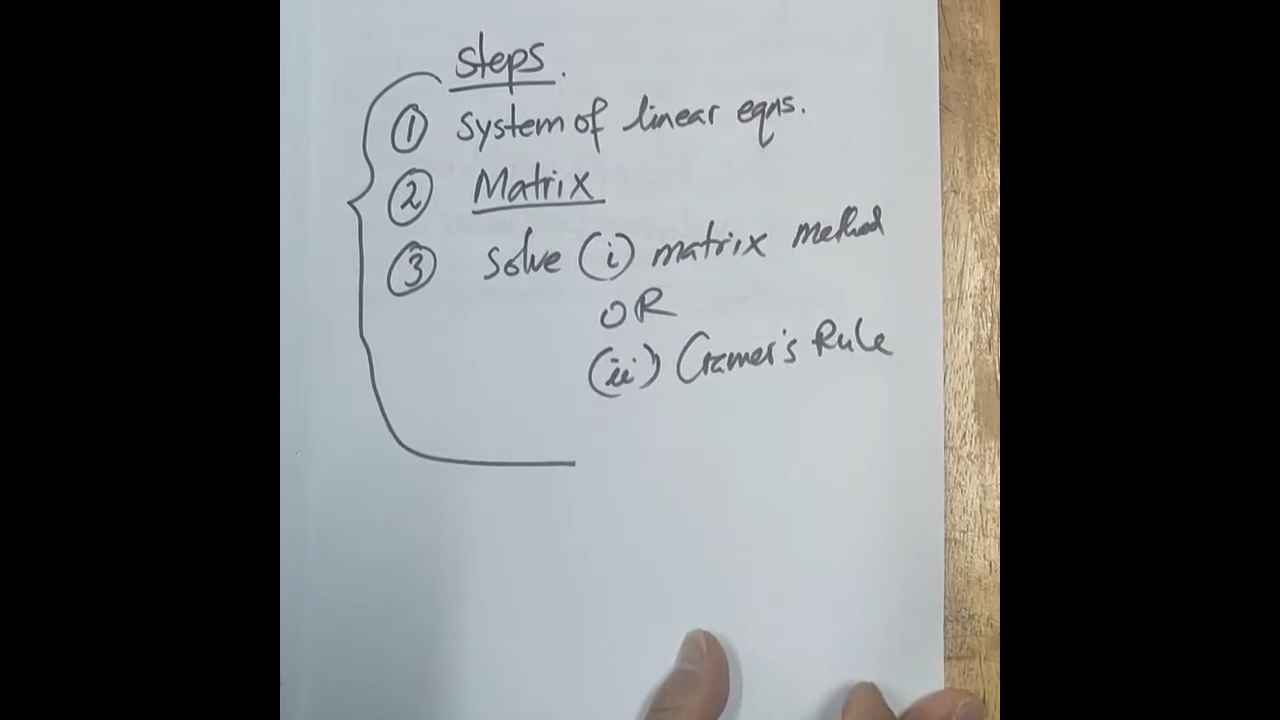 Steps.
① System of linear eqns.
② Matrix
③ Solve (i) matrix method
OR
(ii) Cramer's Rule